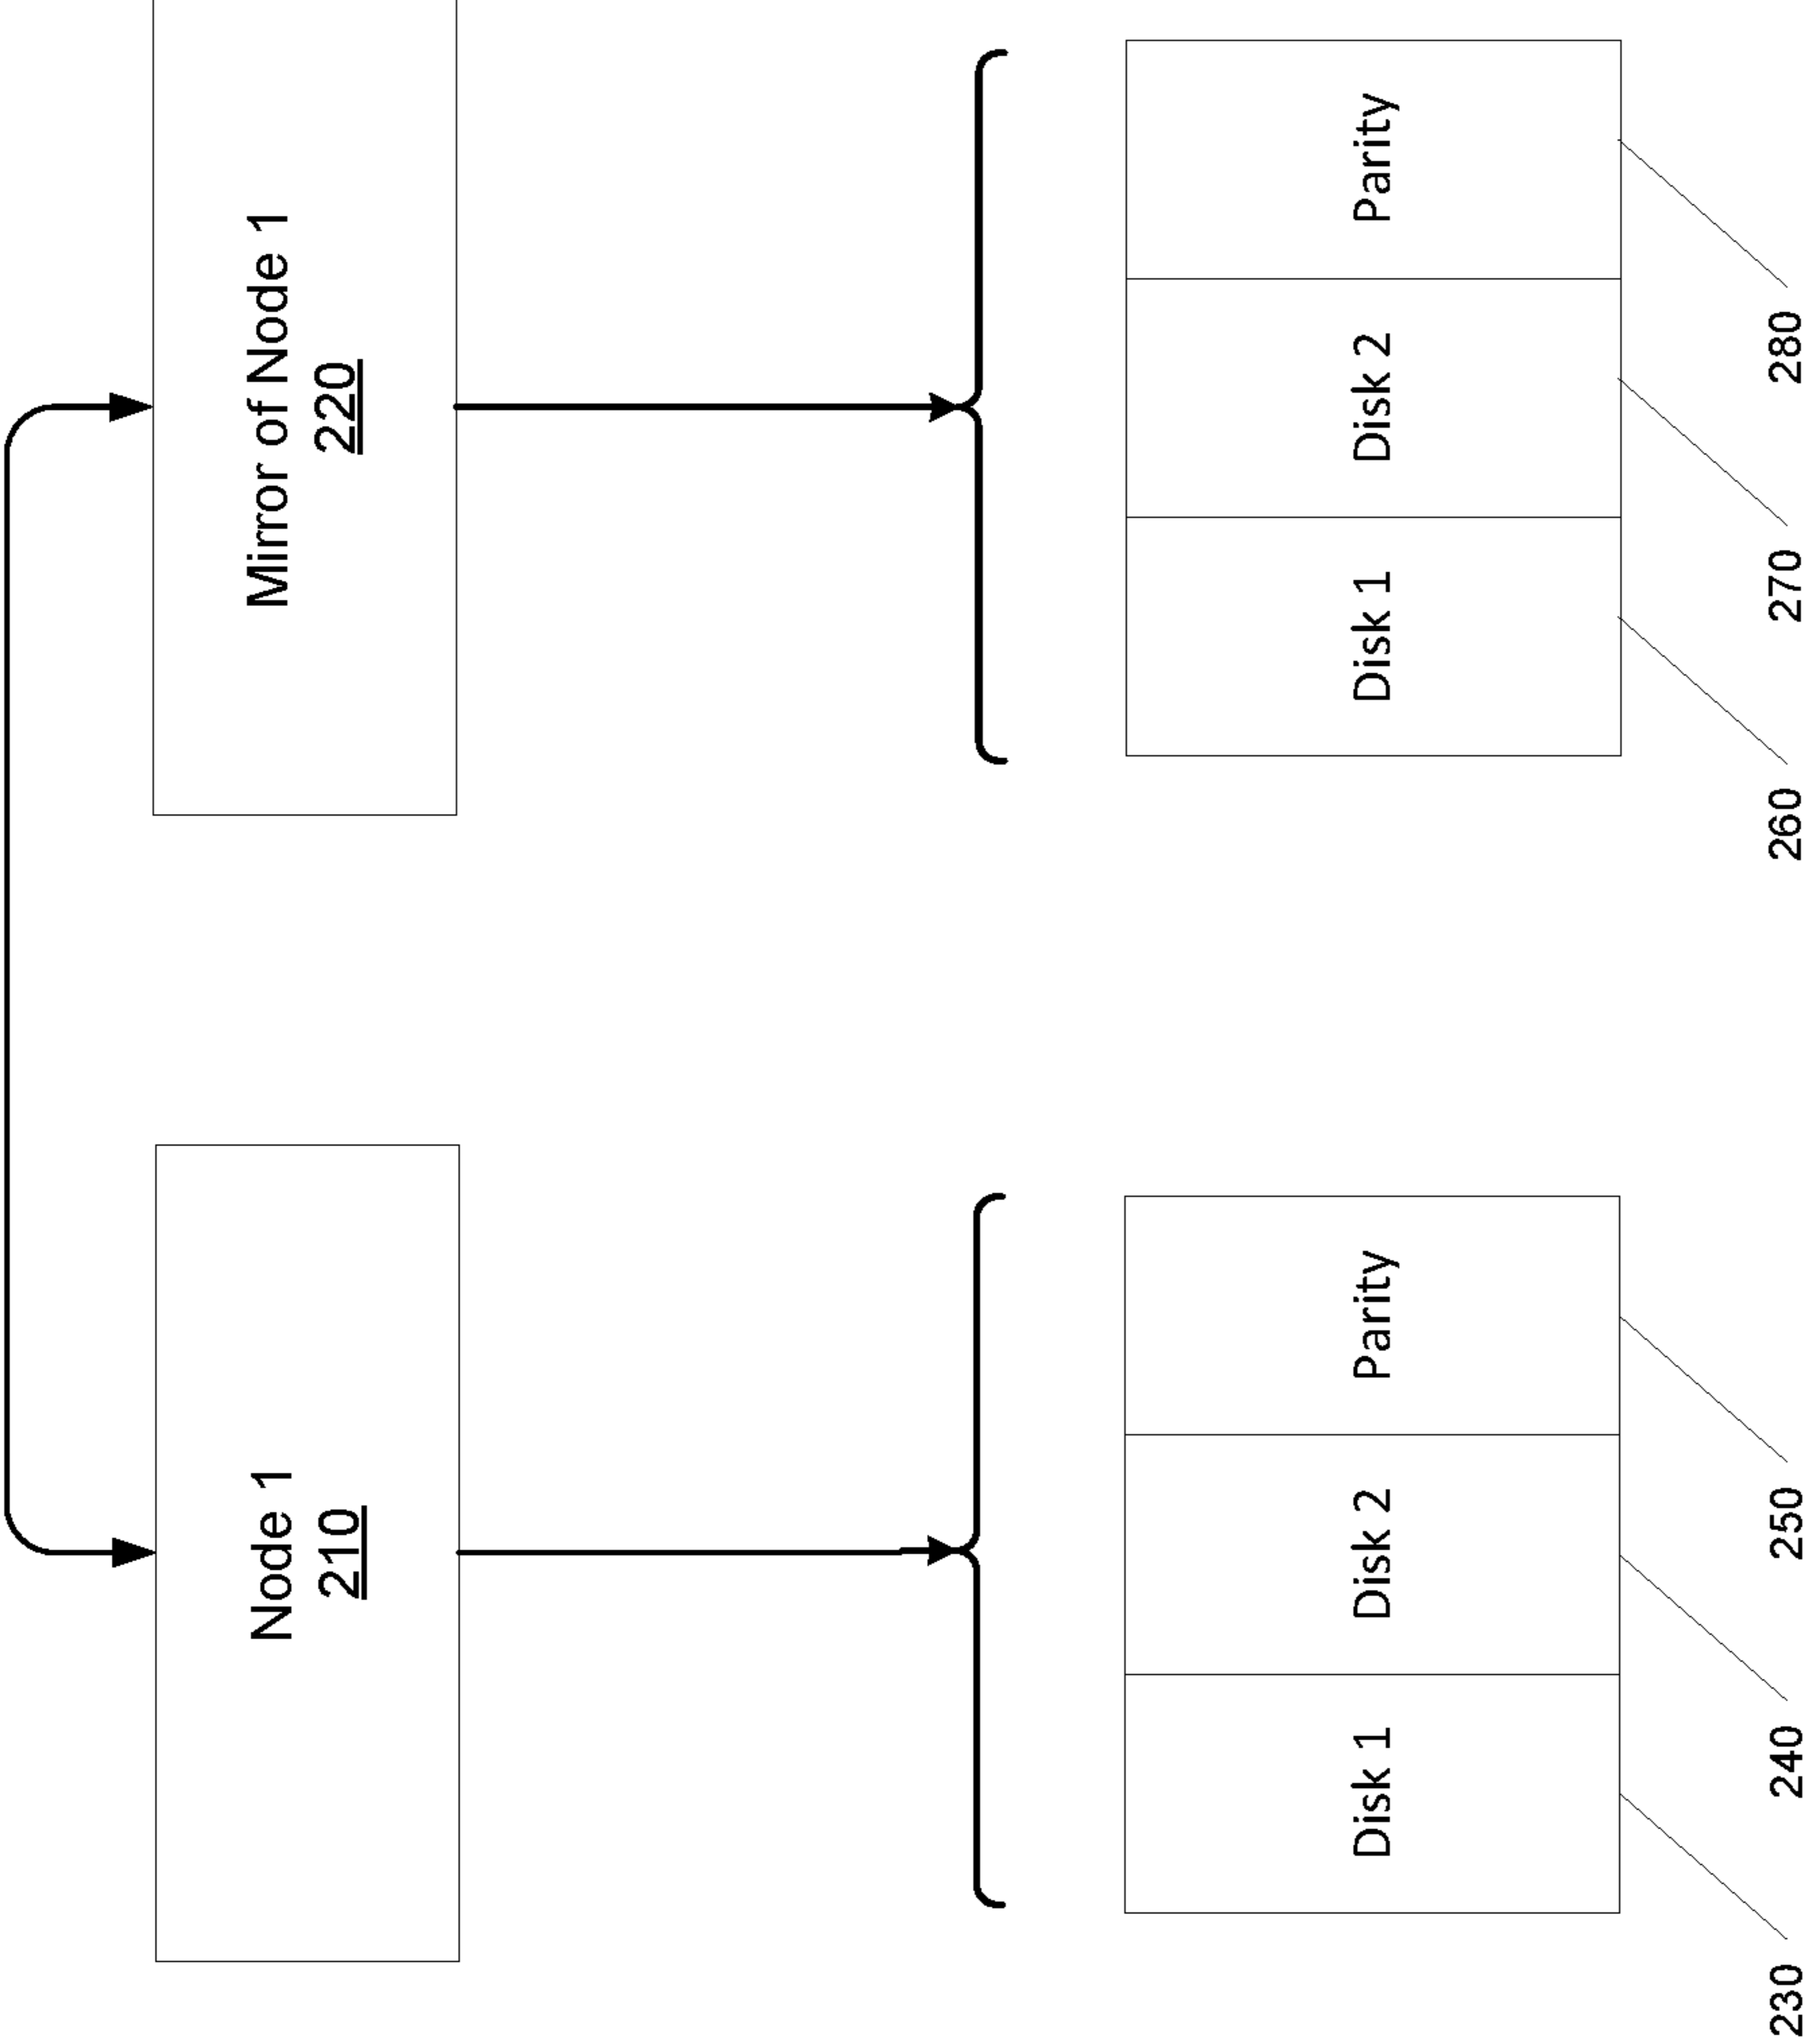 Node 1
210
Mirror of Node 1
220
Disk 1
Disk 2
Parity
Disk 1
Disk 2
Parity
230
240
250
260
270
280